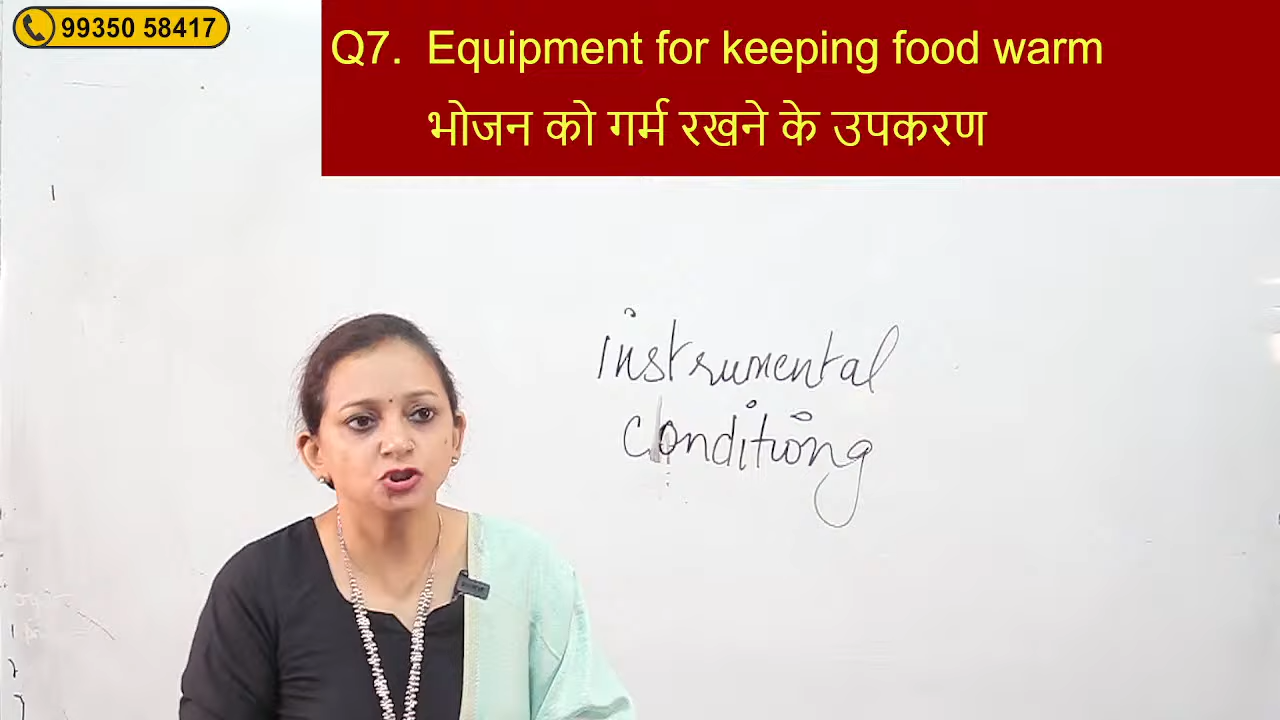 99350 58417
Q7. Equipment for keeping food warm
भोजन को गर्म रखने के उपकरण
instrumental
conditiong